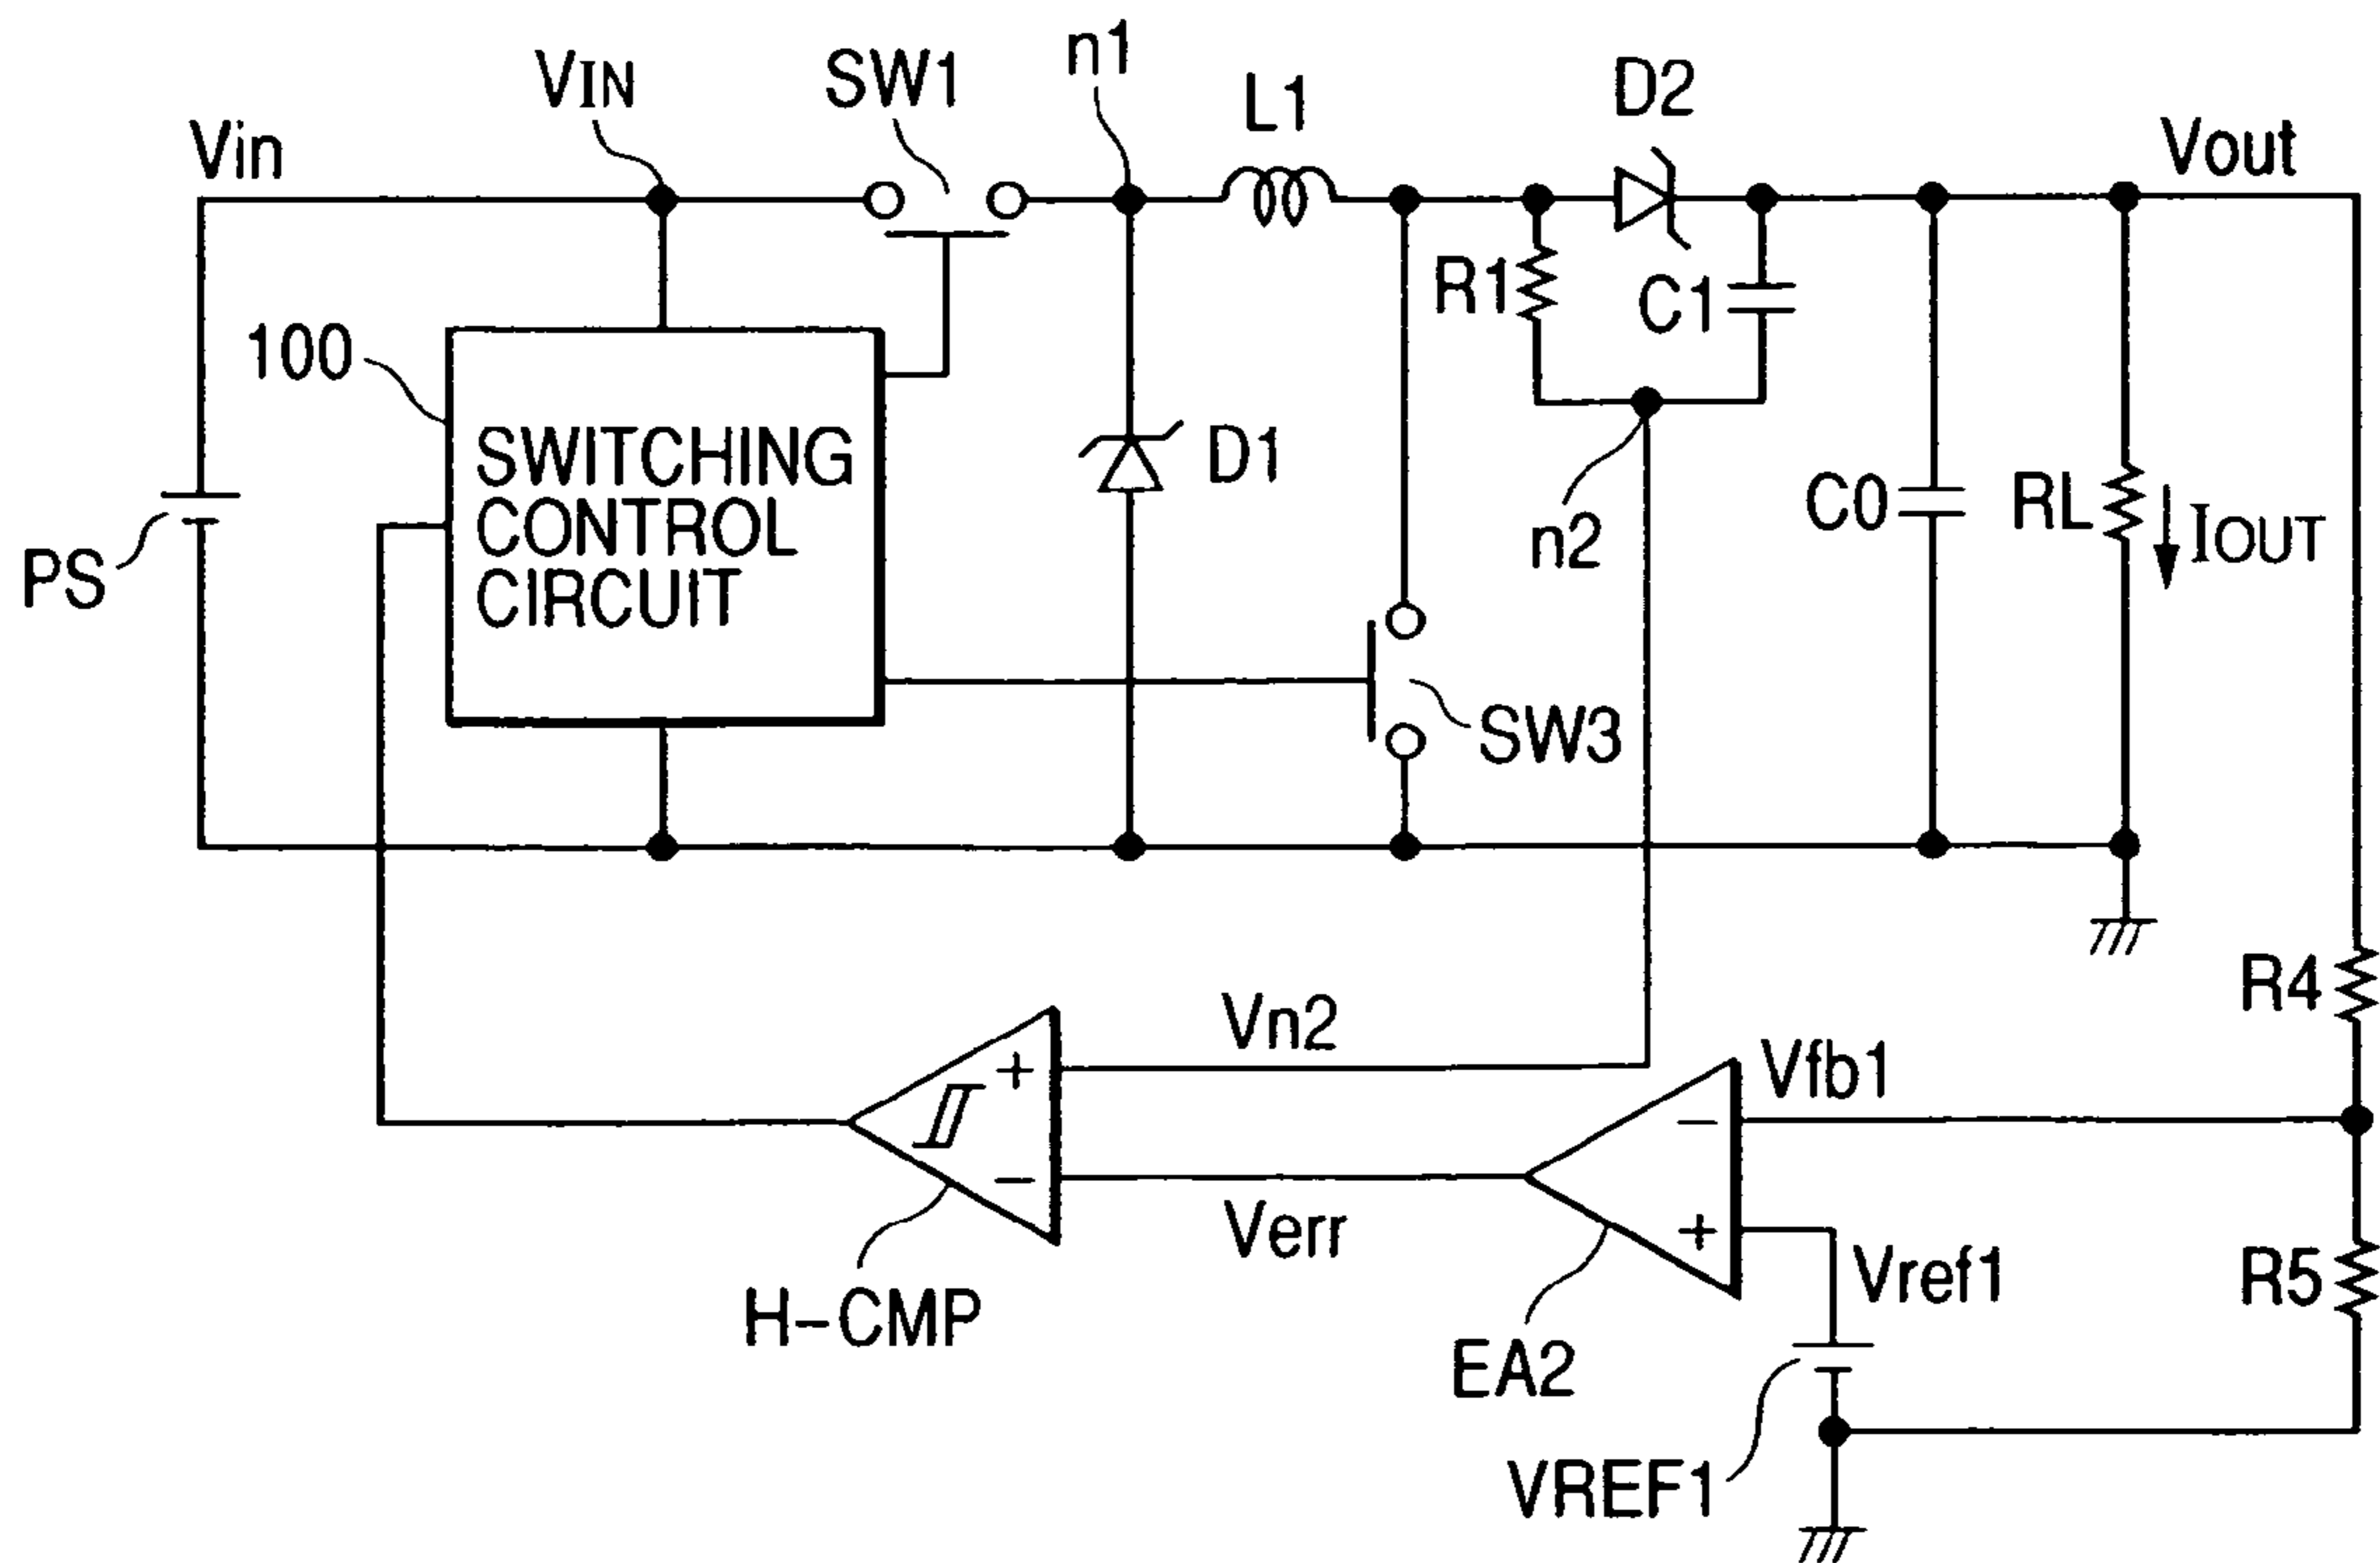 n1
VIN
SW1
L1
D2
Vin
Vout
R1
C1
100
SWITCHING
CONTROL
CIRCUIT
D1
n2
C0
RL
IOUT
PS
SW3
R4
Vn2
Vfb1
+
−
−
+
Verr
Vref1
R5
H-CMP
EA2
VREF1